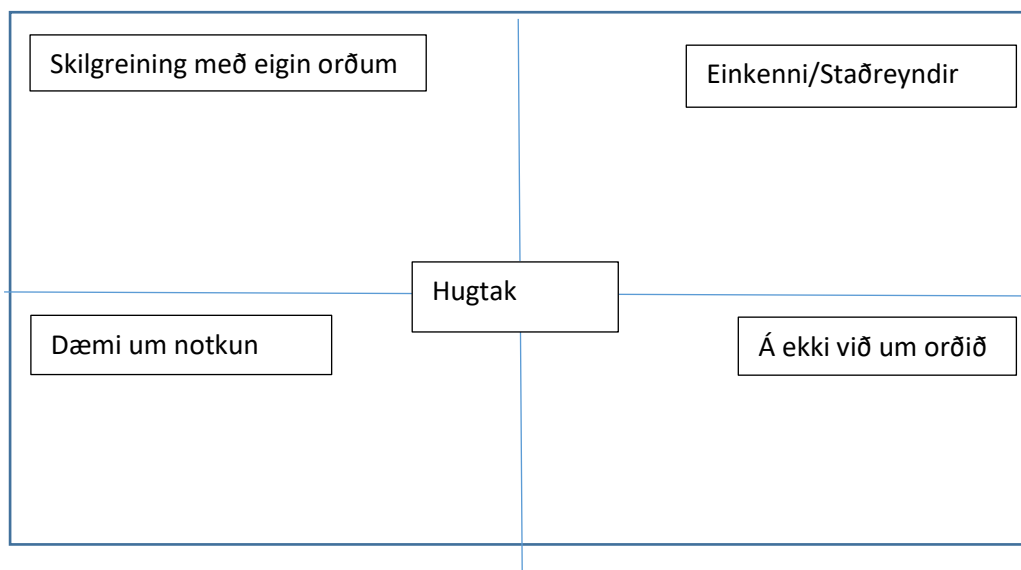 Skilgreining með eigin orðum
Einkenni/Staðreyndir
Hugtak
Dæmi um notkun
Á ekki við um orðið